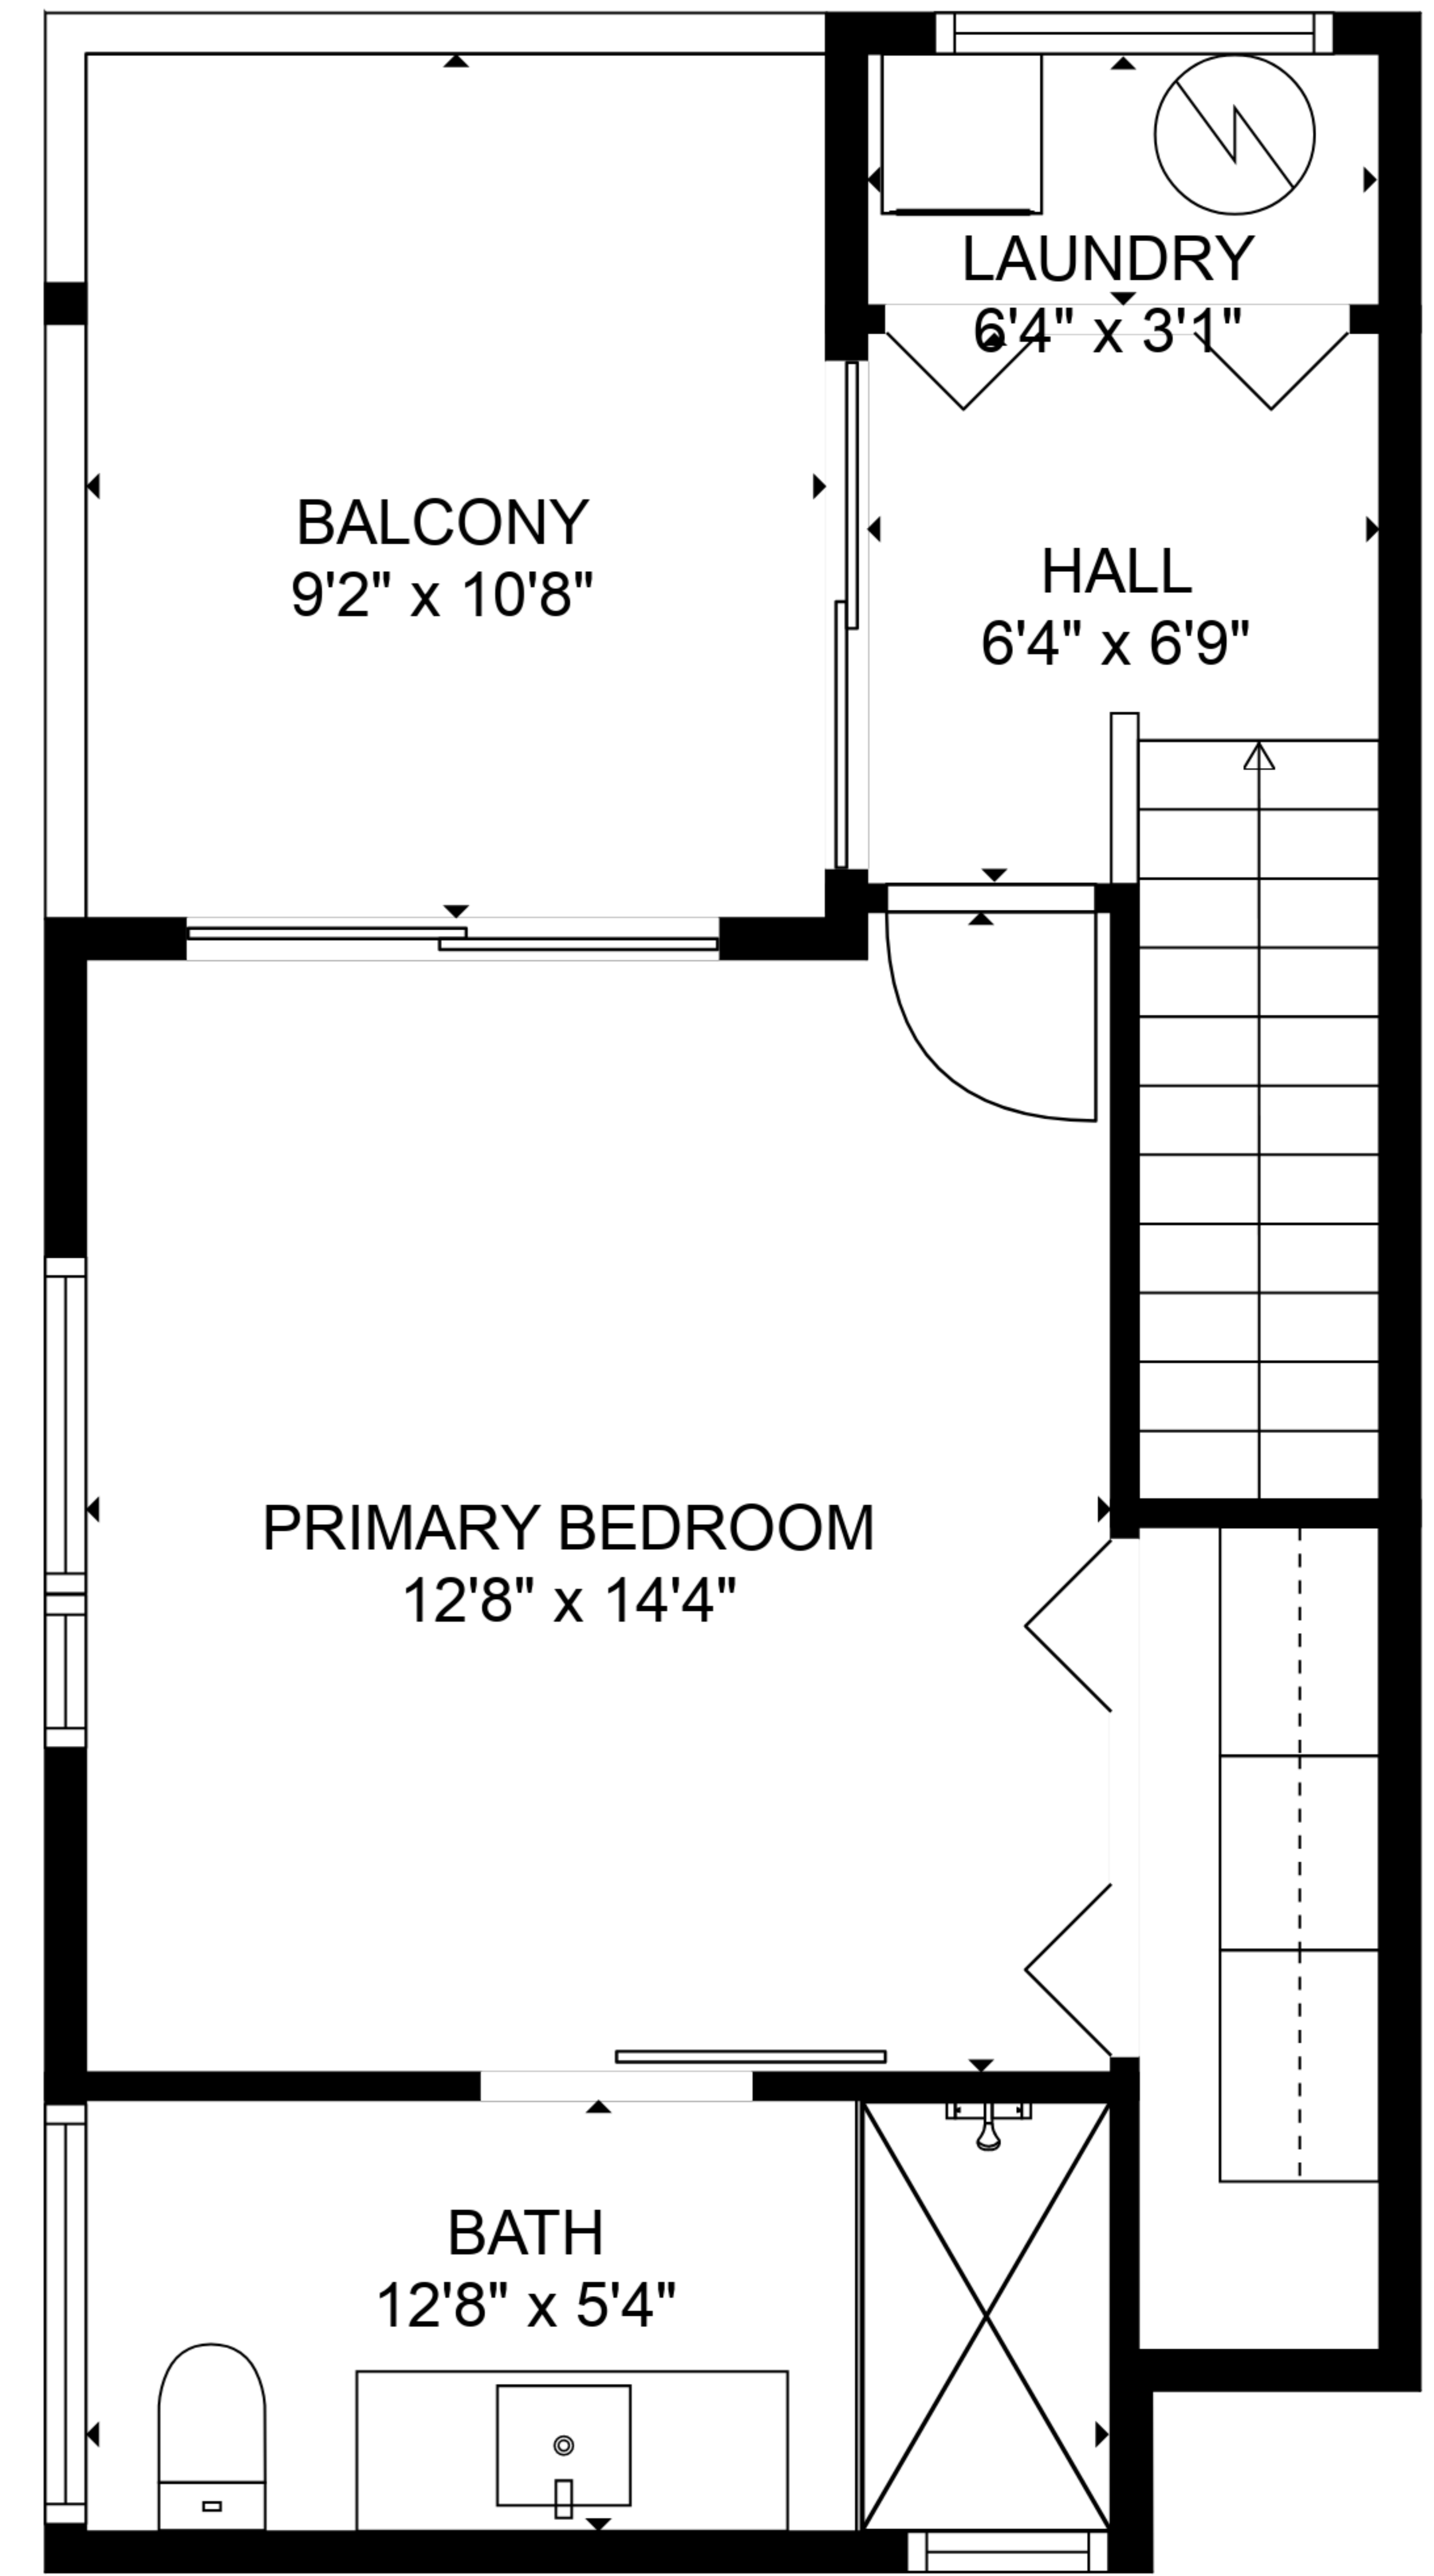 LAUNDRY
6'4" x 3'1"
BALCONY
9'2" x 10'8"
HALL
6'4" x 6'9"
PRIMARY BEDROOM
12'8" x 14'4"
BATH
12'8" x 5'4"